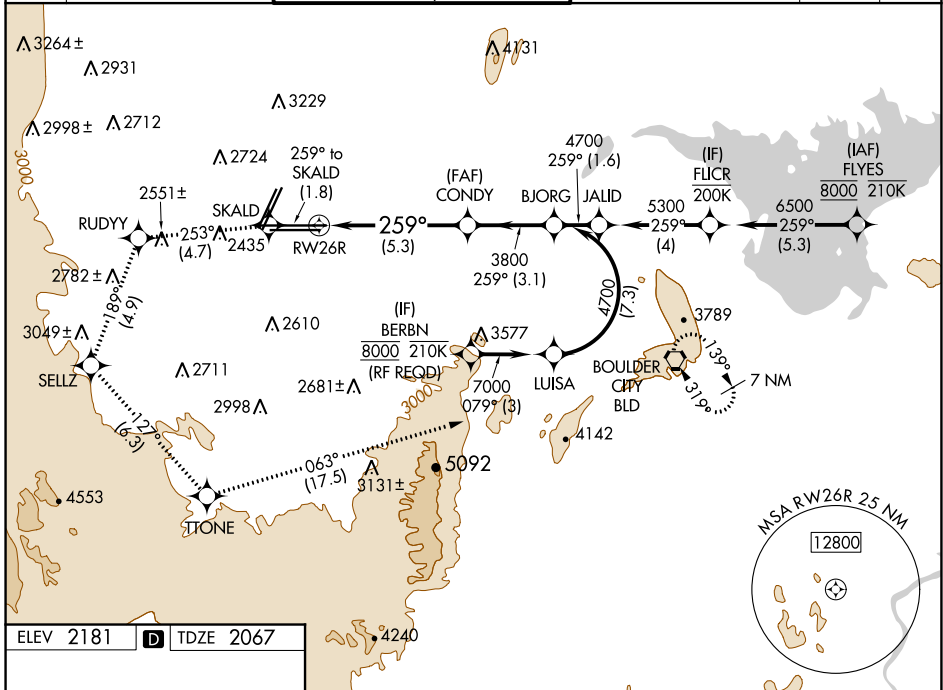 3264±
2931
4131
3229
2998±
2712
2724
259° to
SKALD
(1.8)
4700
259° (1.6)
(IF)
FLICR
200K
(IAF)
FLYES
8000 210K
3000
2551±
(FAF)
CONDY
BJORG
JALID
5300
259°
(4)
6500
259°
(5.3)
RUDYY
SKALD
253°
(4.7)
2435
RW26R
259°
(5.3)
3800
259° (3.1)
2782±
189°
(4.9)
4700
(7.3)
3049±
2610
(IF)
BERBN
8000 210K
(RF REQD)
3577
3789
SELLZ
2711
7000
079° (3)
LUISA
BOULDER
CITY
BLD
139°
319°
7 NM
2681±
2998
3000
127°
(6.3)
4142
063°
(17.5)
3131±
5092
4553
TTONE
MSA RW26R 25 NM
12800
ELEV 2181 D TDZE 2067
4240